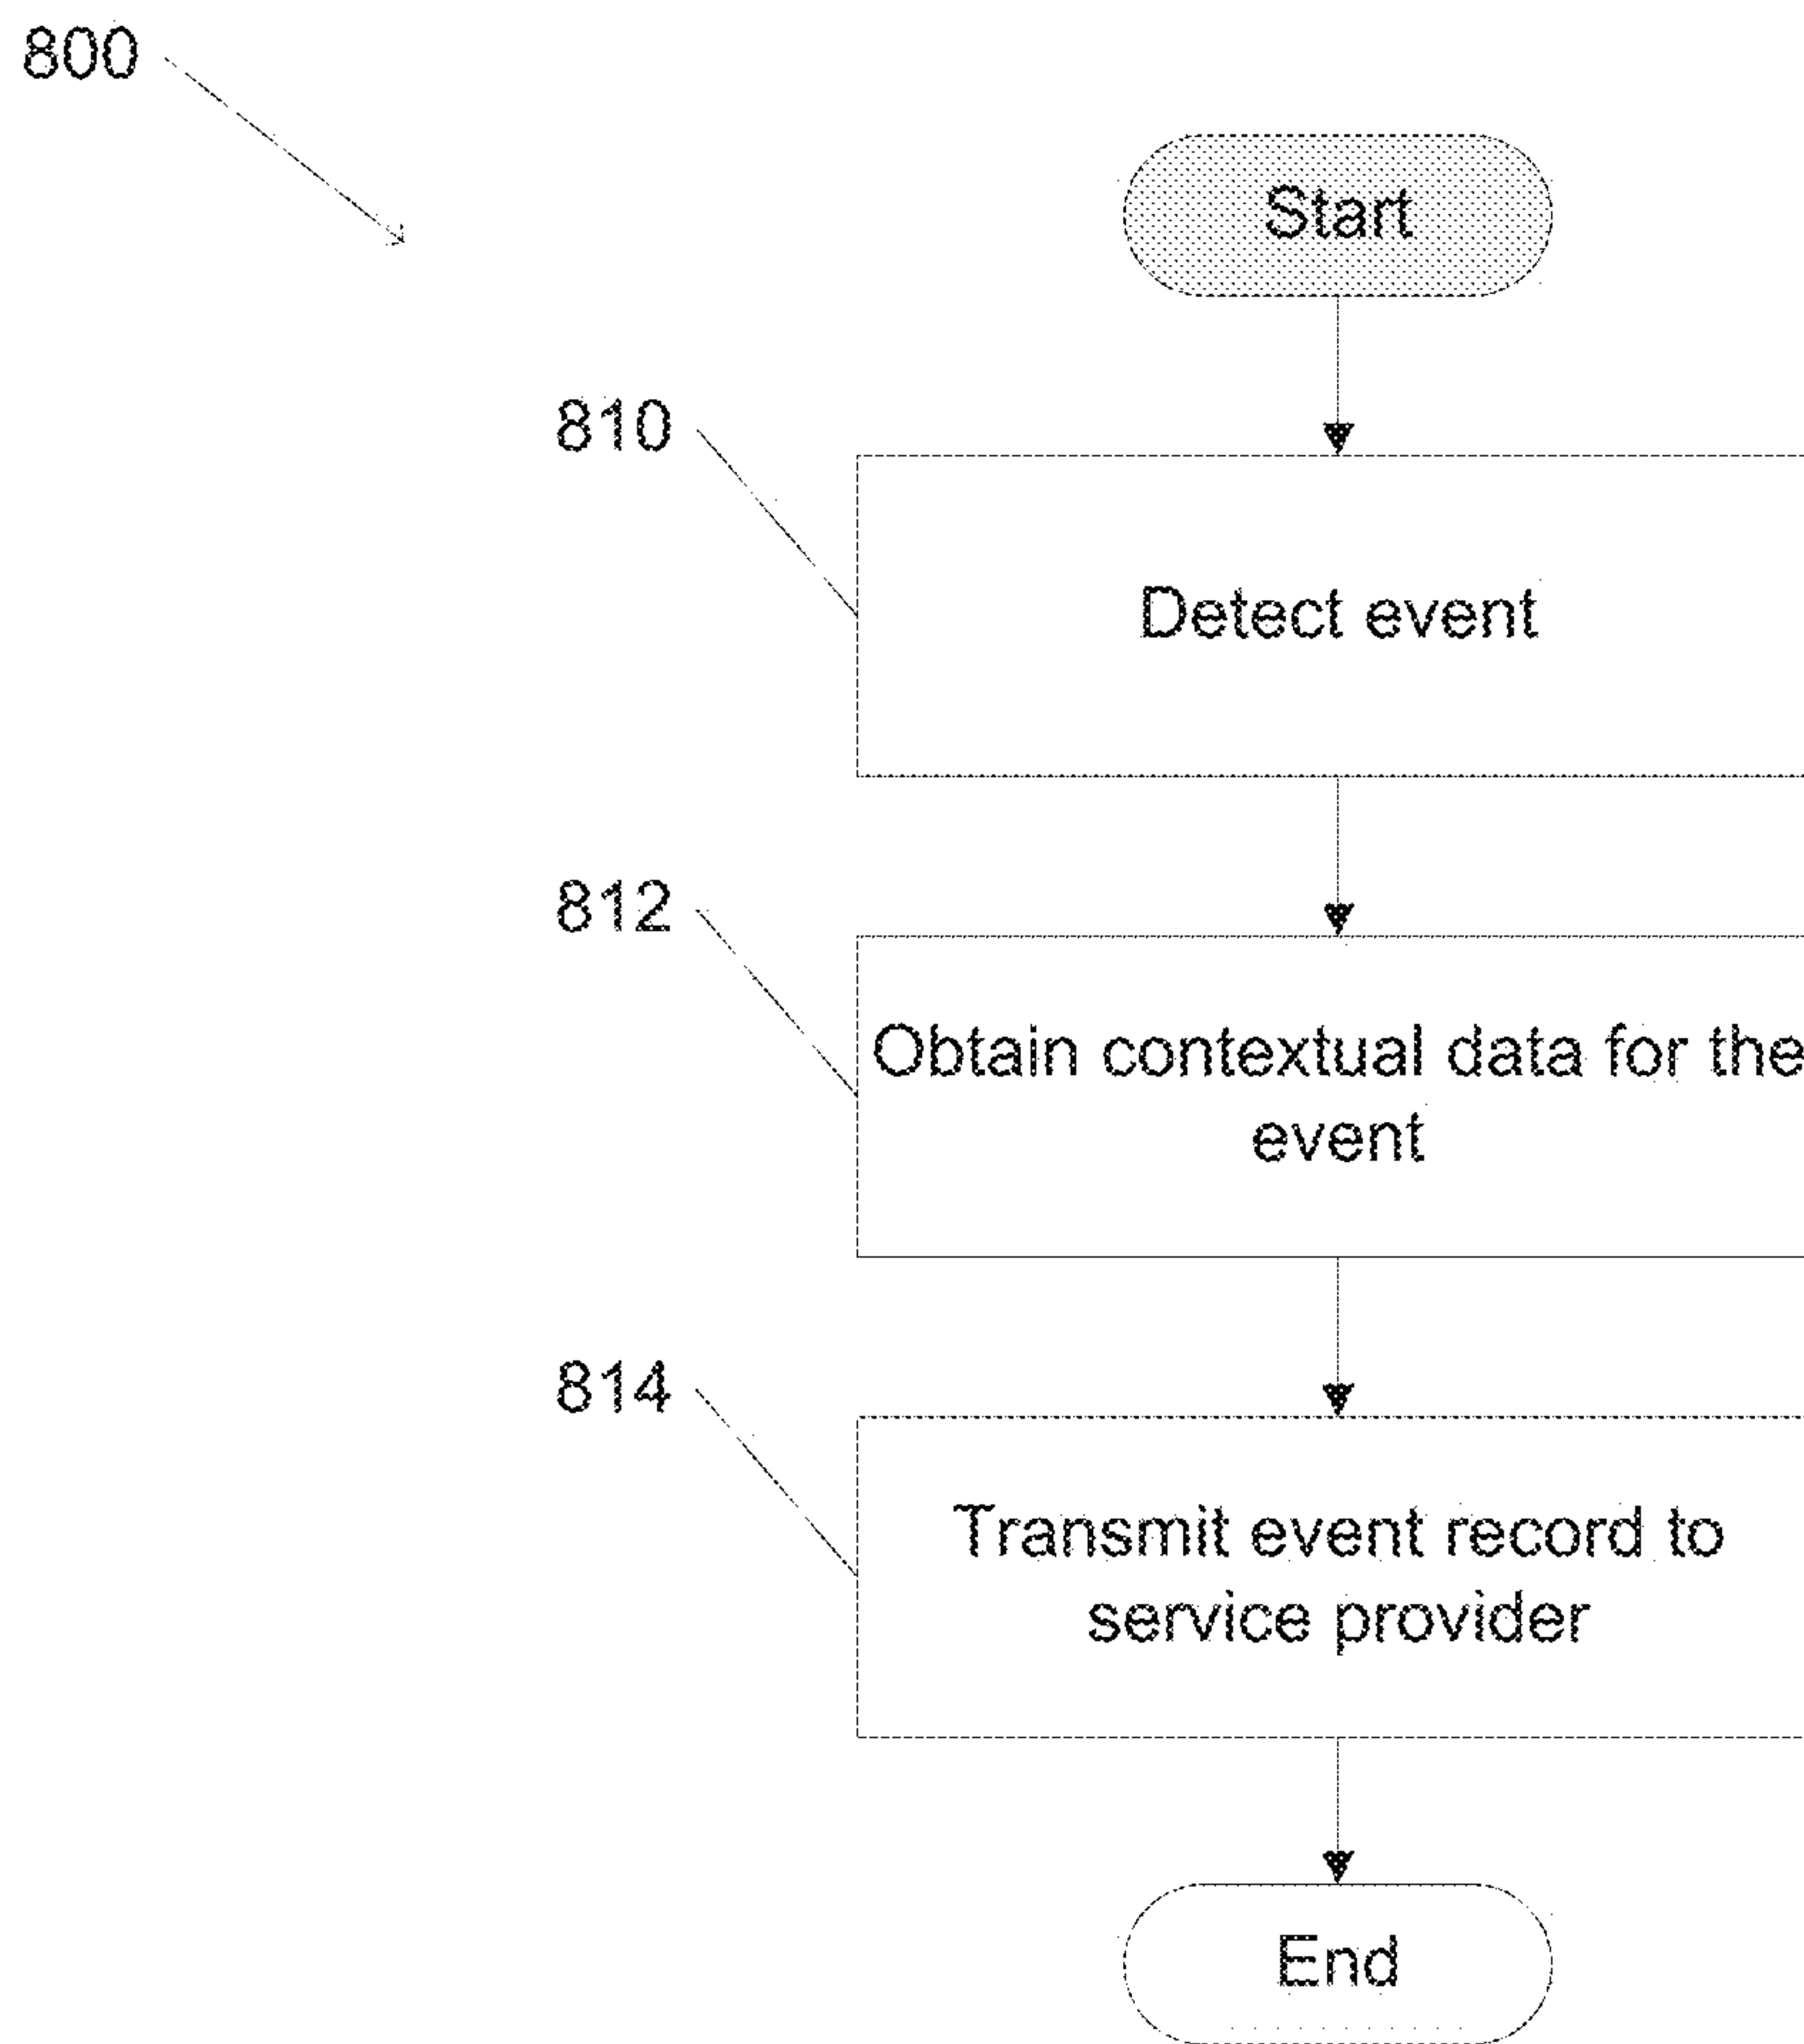 800
Start
810
Detect event
812
Obtain contextual data for the
event
814
Transmit event record to
service provider
End